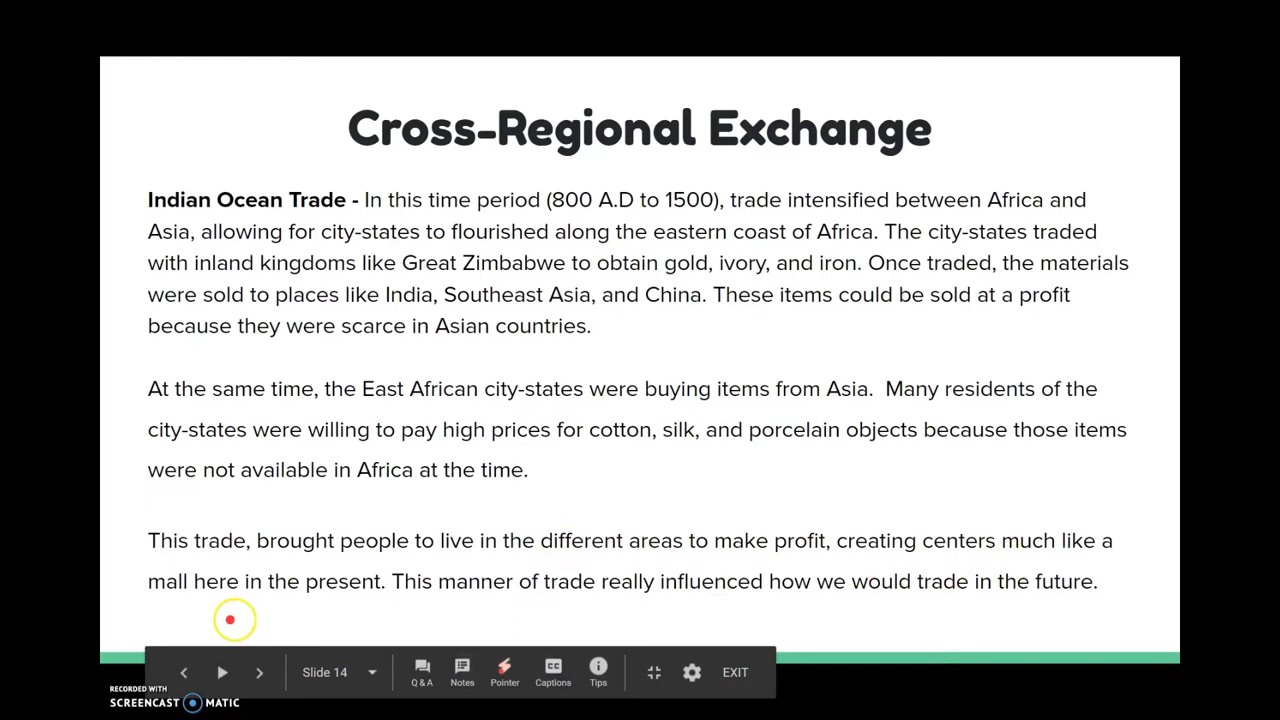 Cross-Regional Exchange
Indian Ocean Trade - In this time period (800 A.D to 1500), trade intensified between Africa and
Asia, allowing for city-states to flourished along the eastern coast of Africa. The city-states traded
with inland kingdoms like Great Zimbabwe to obtain gold, ivory, and iron. Once traded, the materials
were sold to places like India, Southeast Asia, and China. These items could be sold at a profit
because they were scarce in Asian countries.
At the same time, the East African city-states were buying items from Asia.  Many residents of the
city-states were willing to pay high prices for cotton, silk, and porcelain objects because those items
were not available in Africa at the time.
This trade, brought people to live in the different areas to make profit, creating centers much like a
mall here in the present. This manner of trade really influenced how we would trade in the future.
Slide 14
Q & A
Notes
Pointer
CC
Captions
Tips
EXIT
RECORDED WITH
SCREENCAST MATIC